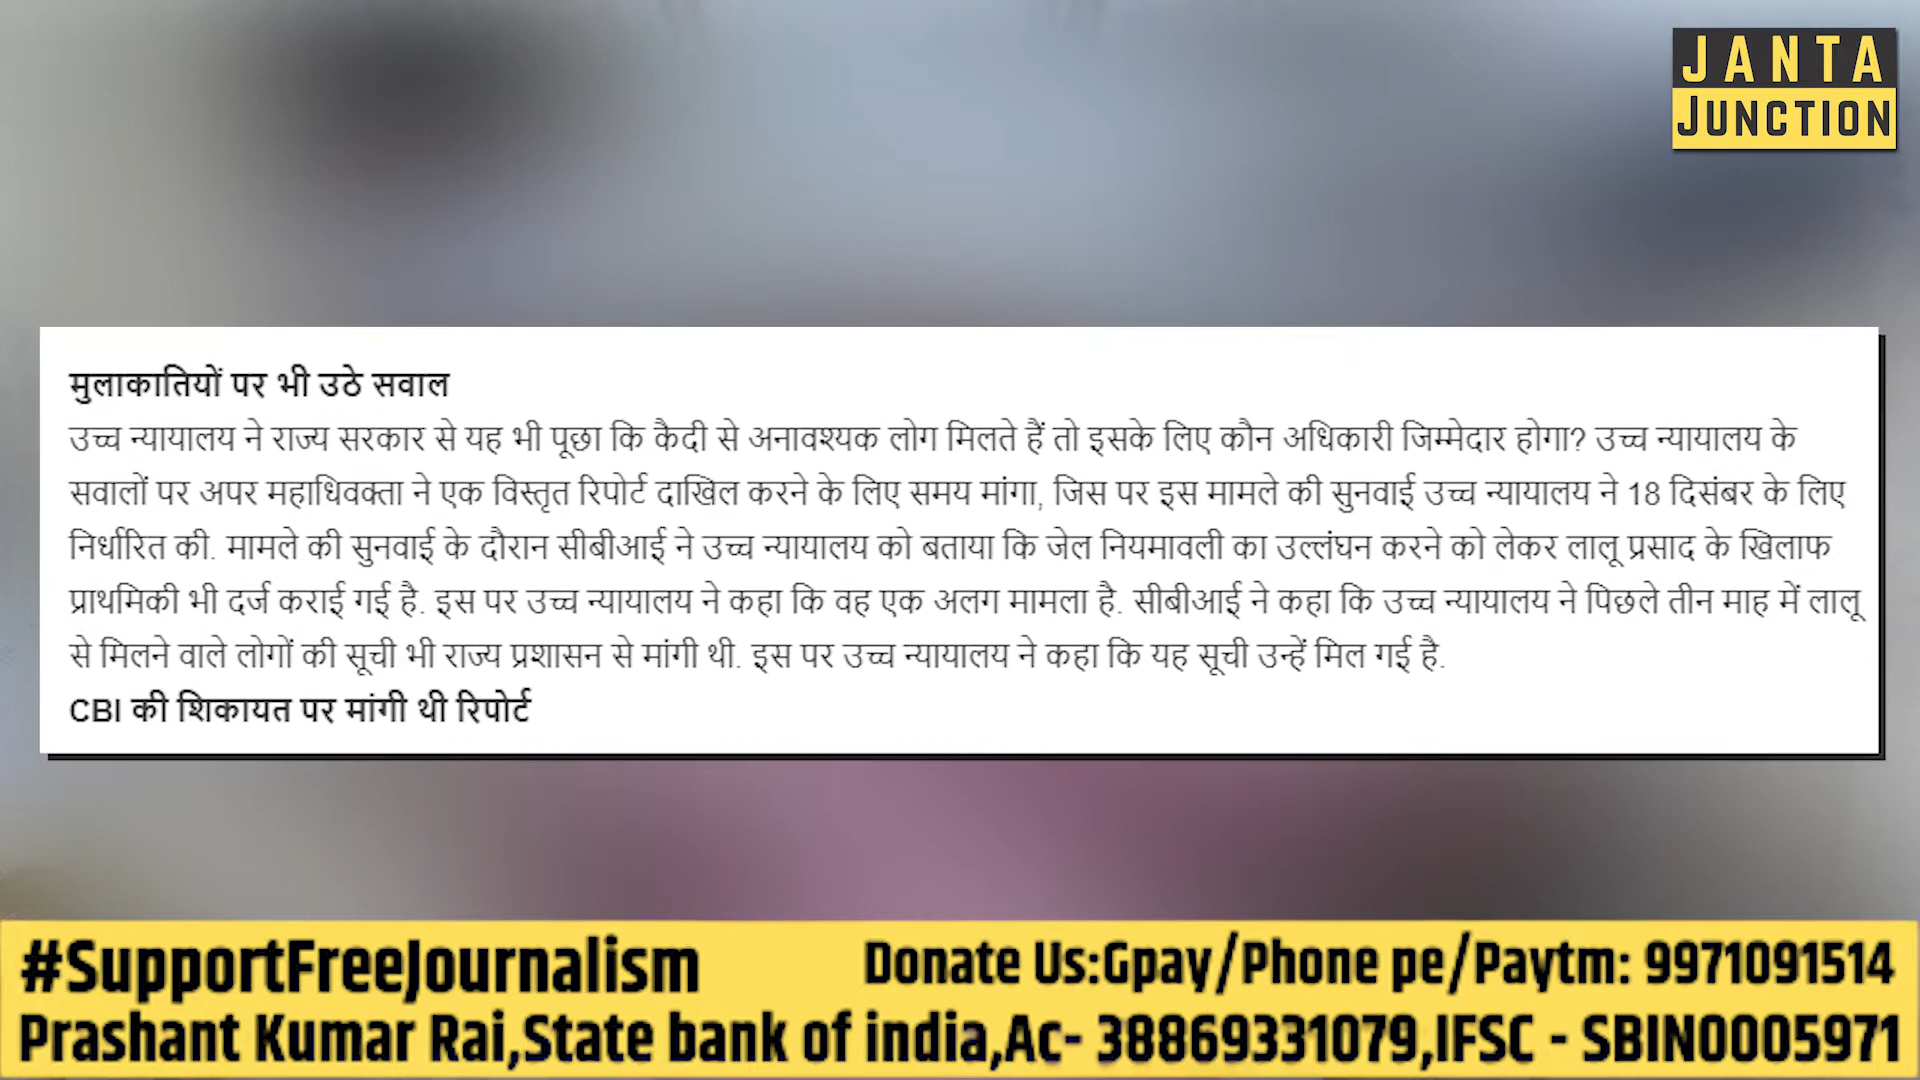 JANTA
JUNCTION
मुलाकातियों पर भी उठे सवाल
उच्च न्यायालय ने राज्य सरकार से यह भी पूछा कि कैदी से अनावश्यक लोग मिलते हैं तो इसके लिए कौन अधिकारी जिम्मेदार होगा? उच्च न्यायालय के
सवालों पर अपर महाधिवक्ता ने एक विस्तृत रिपोर्ट दाखिल करने के लिए समय मांगा, जिस पर इस मामले की सुनवाई उच्च न्यायालय ने 18 दिसंबर के लिए
निर्धारित की. मामले की सुनवाई के दौरान सीबीआई ने उच्च न्यायालय को बताया कि जेल नियमावली का उल्लंघन करने को लेकर लालू प्रसाद के खिलाफ
प्राथमिकी भी दर्ज कराई गई है. इस पर उच्च न्यायालय ने कहा कि वह एक अलग मामला है. सीबीआई ने कहा कि उच्च न्यायालय ने पिछले तीन माह में लालू
से मिलने वाले लोगों की सूची भी राज्य प्रशासन से मांगी थी. इस पर उच्च न्यायालय ने कहा कि यह सूची उन्हें मिल गई है.
CBI की शिकायत पर मांगी थी रिपोर्ट
#SupportFreeJournalism Donate Us:Gpay/Phone pe/Paytm: 9971091514
Prashant Kumar Rai,State bank of india,Ac- 38869331079,IFSC - SBIN0005971